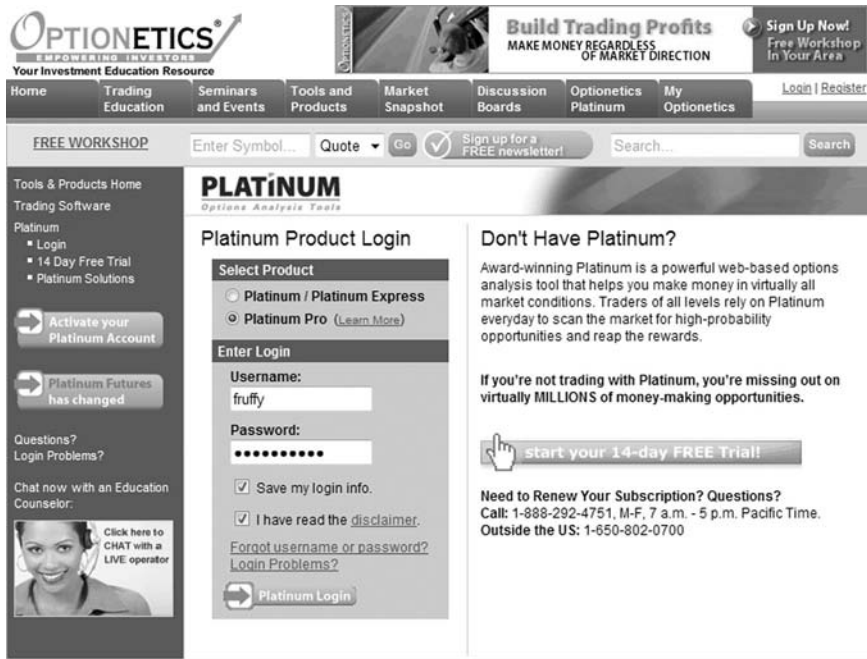 OPTIONETICS
EMPOWERING INVESTORS
Your Investment Education Resource
OPTIONETICS
Build Trading Profits
MAKE MONEY REGARDLESS
OF MARKET DIRECTION
Sign Up Now!
Free Workshop
In Your Area
Home
Trading Education
Seminars and Events
Tools and Products
Market Snapshot
Discussion Boards
Optionetics Platinum
My Optionetics
Login | Register
FREE WORKSHOP
Enter Symbol...
Quote
Go
Sign up for a
FREE newsletter!
Search...
Search
Tools & Products Home
Trading Software
Platinum
Login
14 Day Free Trial
Platinum Solutions
Activate your
Platinum Account
Platinum Futures
has changed
Questions?
Login Problems?
Chat now with an Education
Counselor:
Click here to
CHAT with a
LIVE operator
PLATINUM
Options Analysis Tools
Platinum Product Login
Select Product
Platinum / Platinum Express
Platinum Pro (Learn More)
Enter Login
Username:
fruffy
Password:
••••••••••
Save my login info.
I have read the disclaimer.
Forgot username or password?
Login Problems?
Platinum Login
Don't Have Platinum?
Award-winning Platinum is a powerful web-based options
analysis tool that helps you make money in virtually all
market conditions. Traders of all levels rely on Platinum
everyday to scan the market for high-probability
opportunities and reap the rewards.
If you're not trading with Platinum, you're missing out on
virtually MILLIONS of money-making opportunities.
start your 14-day FREE Trial!
Need to Renew Your Subscription? Questions?
Call: 1-888-292-4751, M-F, 7 a.m. - 5 p.m. Pacific Time.
Outside the US: 1-650-802-0700